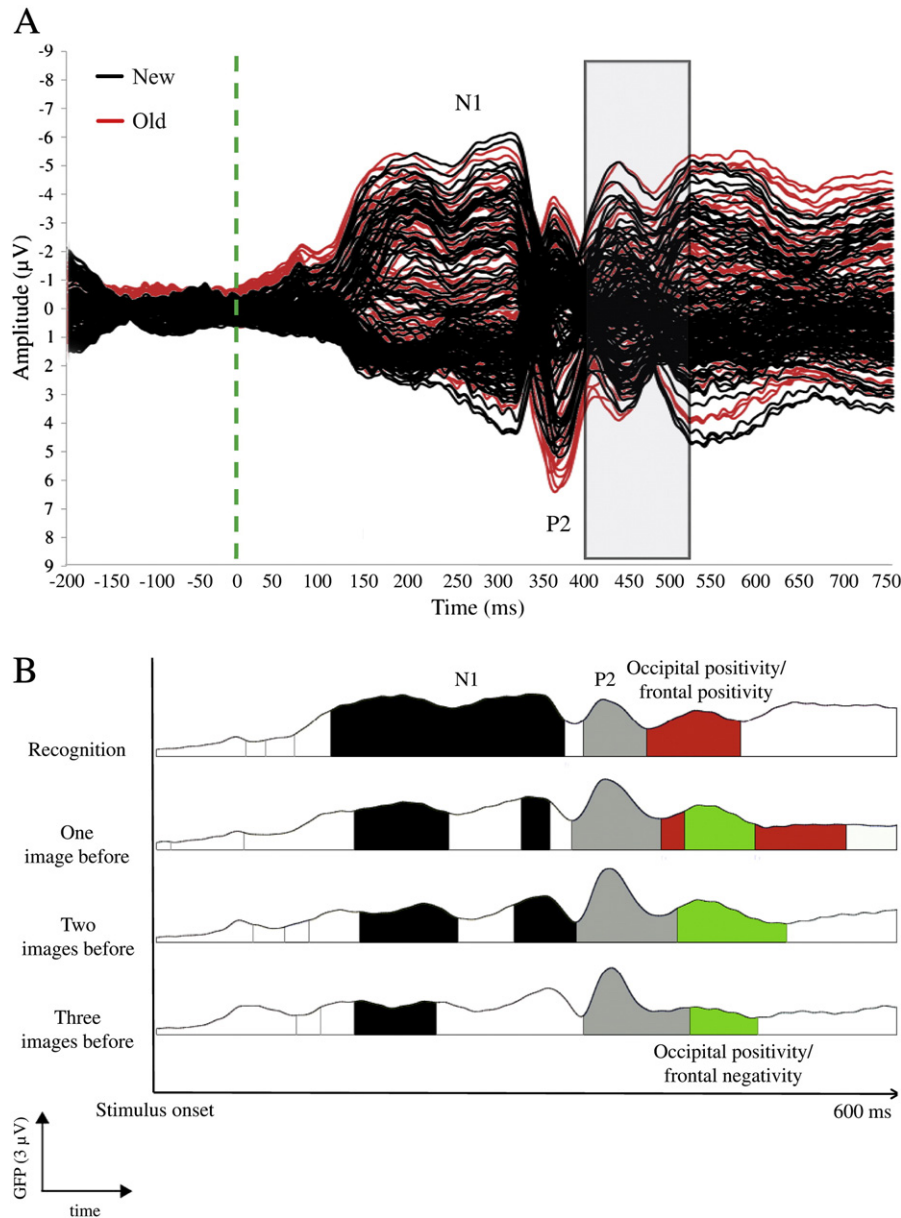 A
-9
-8
-7
-6
-5
-4
-3
-2
-1
0
1
2
3
4
5
6
7
8
9
Amplitude (µ V)
New
Old
N1
P2
-200 -150 -100 -50 0 50 100 150 200 250 300 350 400 450 500 550 600 650 700 750
Time (ms)
B
N1
P2
Occipital positivity/
frontal positivity
Recognition
One
image before
Two
images before
Three
images before
Occipital positivity/
frontal negativity
Stimulus onset
600 ms
GFP (3 µV)
time